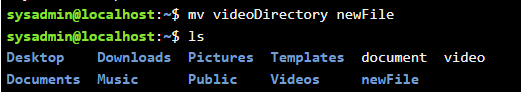 sysadmin@localhost:~$ mv videoDirectory newFile
sysadmin@localhost:~$ ls
Desktop    Downloads  Pictures  Templates  document  video
Documents  Music      Public    Videos     newFile